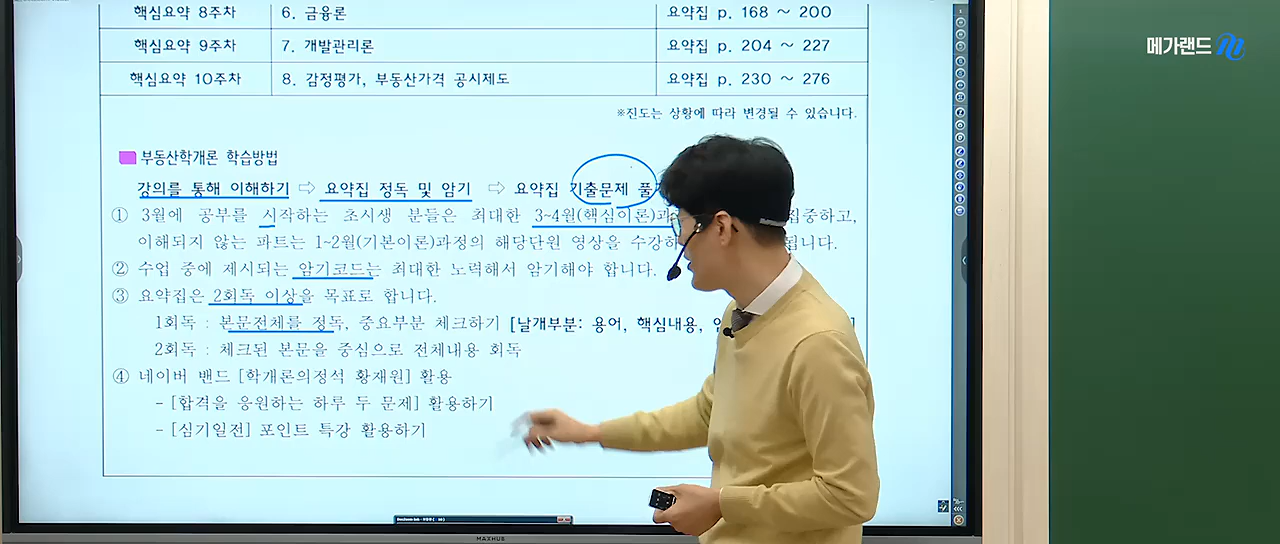 핵심요약 8주차 6. 금융론 요약집 p. 168 ~ 200
핵심요약 9주차 7. 개발관리론 요약집 p. 204 ~ 227
핵심요약 10주차 8. 감정평가, 부동산가격 공시제도 요약집 p. 230 ~ 276
※진도는 상황에 따라 변경될 수 있습니다.
메가랜드
부동산학개론 학습방법
강의를 통해 이해하기 ⇨ 요약집 정독 및 암기 ⇨ 요약집 기출문제 풀
① 3월에 공부를 시작하는 초시생 분들은 최대한 3~4월(핵심이론)과 집중하고,
이해되지 않는 파트는 1~2월(기본이론)과정의 해당단원 영상을 수강하 됩니다.
② 수업 중에 제시되는 암기코드는 최대한 노력해서 암기해야 합니다.
③ 요약집은 2회독 이상을 목표로 합니다.
1회독 : 본문전체를 정독, 중요부분 체크하기 [날개부분: 용어, 핵심내용, ]
2회독 : 체크된 본문을 중심으로 전체내용 회독
④ 네이버 밴드 [학개론의정석 황재원] 활용
- [합격을 응원하는 하루 두 문제] 활용하기
- [심기일전] 포인트 특강 활용하기
MAXHUB